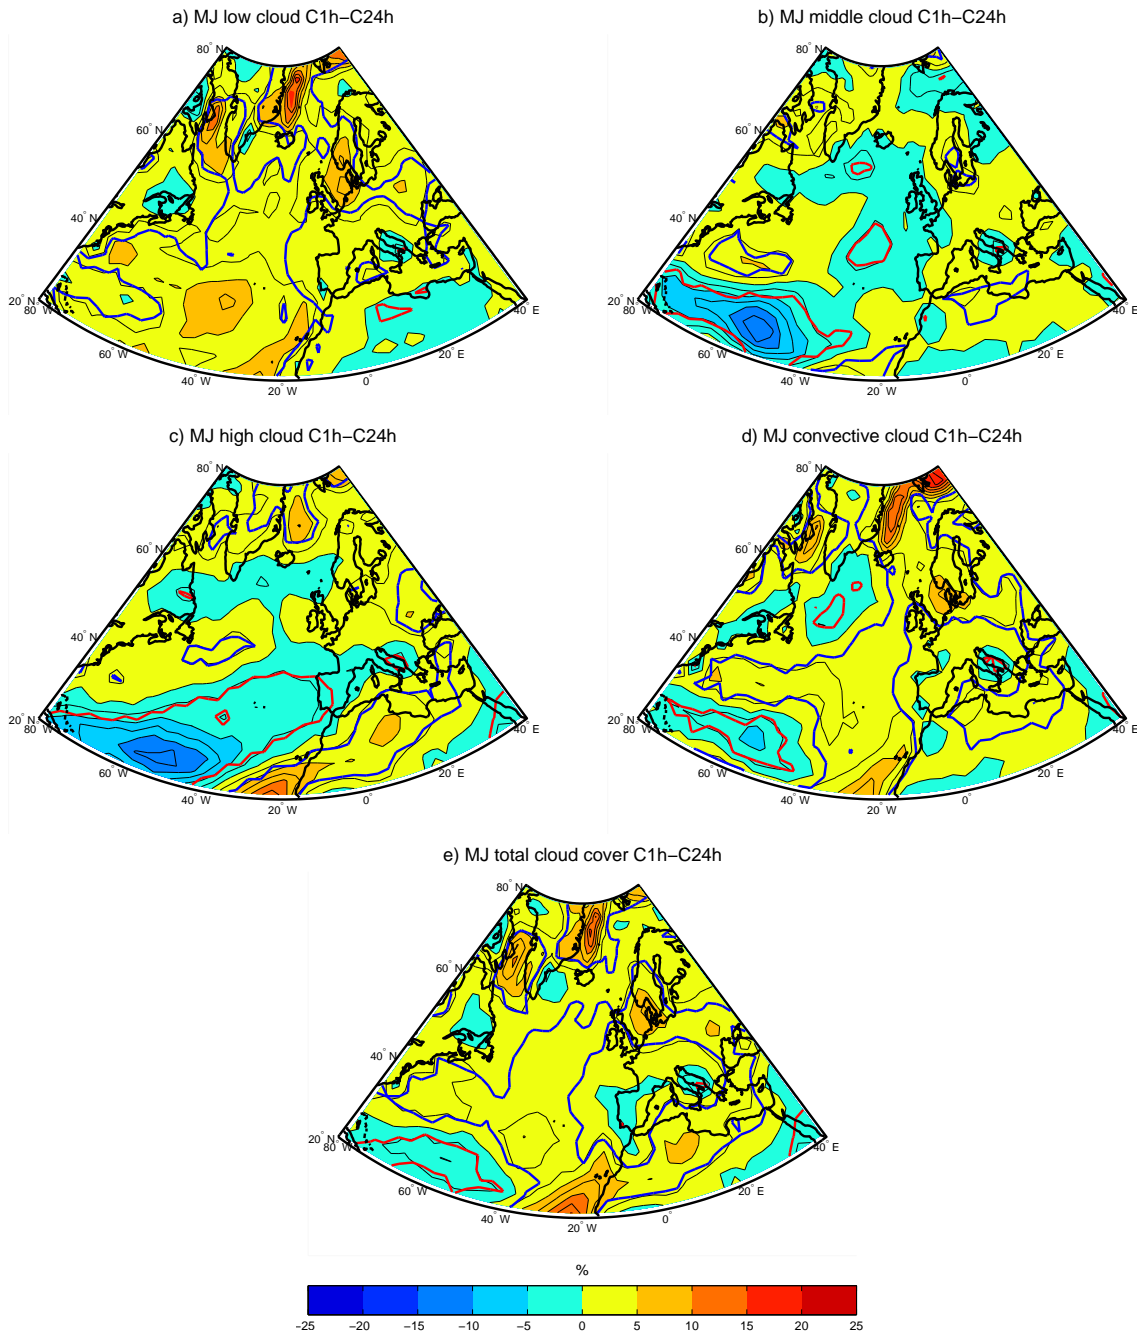 a) MJ low cloud C1h−C24h
b) MJ middle cloud C1h−C24h
80° N
60° N
40° N
20° N
80° W
60° W
40° W
20° W
0°
20° E
40° E
80° N
60° N
40° N
20° N
80° W
60° W
40° W
20° W
0°
20° E
40° E
c) MJ high cloud C1h−C24h
d) MJ convective cloud C1h−C24h
80° N
60° N
40° N
20° N
80° W
60° W
40° W
20° W
0°
20° E
40° E
80° N
60° N
40° N
20° N
80° W
60° W
40° W
20° W
0°
20° E
40° E
e) MJ total cloud cover C1h−C24h
80° N
60° N
40° N
20° N
80° W
60° W
40° W
20° W
0°
20° E
40° E
%
−25 −20 −15 −10 −5 0 5 10 15 20 25